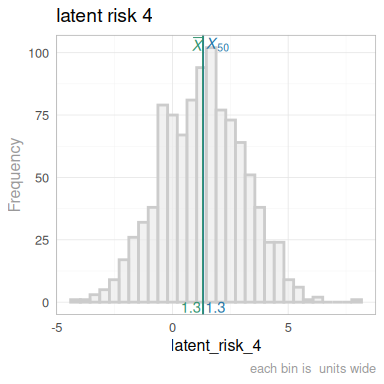 latent risk 4
X̅ X50
100
75
50
25
0
Frequency
1.3 1.3
-5 0 5
latent_risk_4
each bin is  units wide